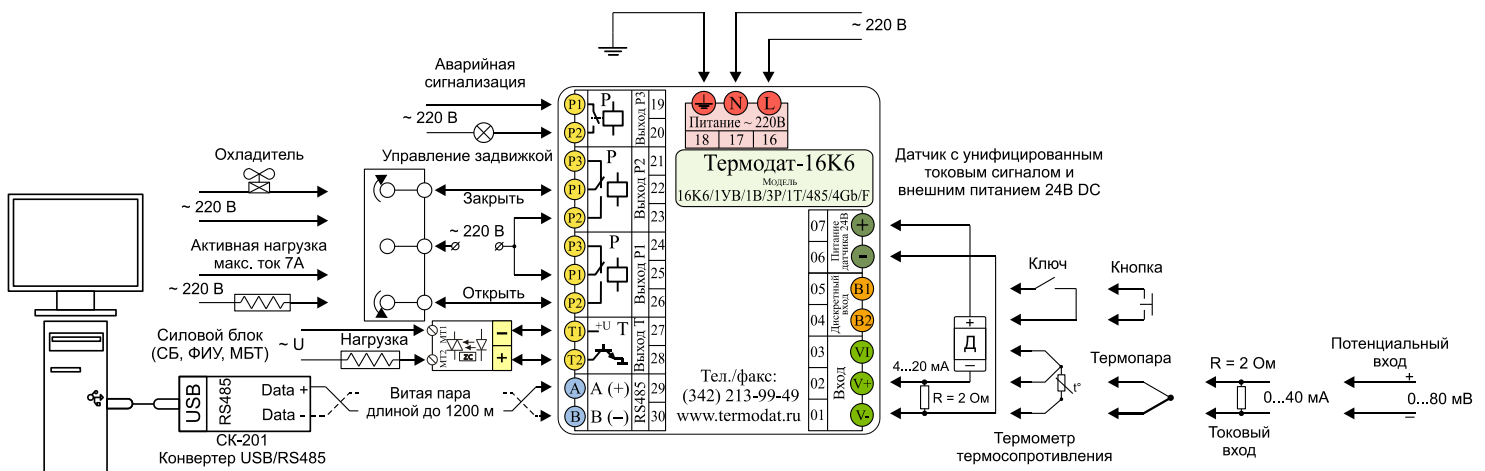 ~ 220 В
Аварийная
сигнализация
~ 220 В
Охладитель
Управление задвижкой
~ 220 В
Закрыть
~ 220 В
Активная нагрузка
макс. ток 7А
~ 220 В
Открыть
Силовой блок
(СБ, ФИУ, МБТ)
~ U
Нагрузка
МТ1
МТ2
ZC
−
+
USB
RS485
Data +
Data -
СК-201
Конвертер USB/RS485
Витая пара
длиной до 1200 м
P1
P2
P
Выход Р3
19
20
P3
P1
P2
P
Выход Р2
21
22
23
P3
P1
P2
P
Выход Р1
24
25
26
T1
T2
+U T
Выход Т
27
28
A
B
A (+)
B (−)
RS485
29
30
N
L
Питание ~ 220В
18 17 16
Термодат-16К6
Модель
16К6/1УВ/1В/3Р/1Т/485/4Gb/F
07
06
Питание
датчика 24В
+
−
05
04
Дискретный
вход
B1
B2
03
02
01
Вход
VI
V+
V-
Тел./факс:
(342) 213-99-49
www.termodat.ru
Датчик с унифицированным
токовым сигналом и
внешним питанием 24В DC
+
Д
−
4...20 мА
R = 2 Ом
Ключ
Кнопка
t°
Термометр
термосопротивления
Термопара
R = 2 Ом
0...40 мА
Токовый
вход
Потенциальный
вход
+
0...80 мВ
−